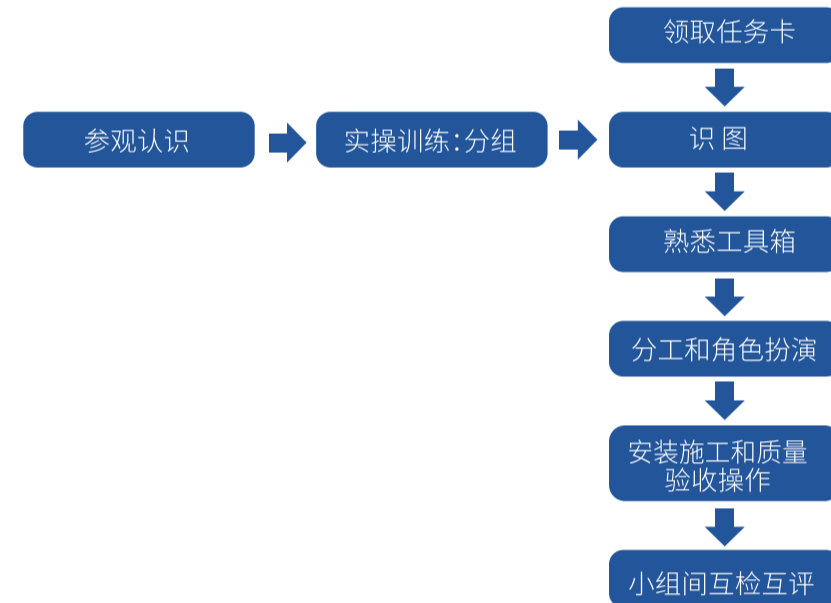 领取任务卡
参观认识
实操训练:分组
识 图
熟悉工具箱
分工和角色扮演
安装施工和质量
验收操作
小组间互检互评